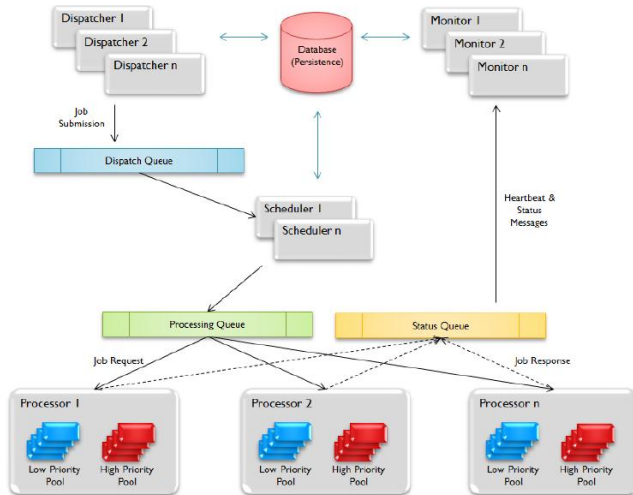 Dispatcher 1
Dispatcher 2
Dispatcher n
Database
(Persistence)
Monitor 1
Monitor 2
Monitor n
Job
Submission
Dispatch Queue
Scheduler 1
Scheduler n
Heartbeat &
Status
Messages
Processing Queue
Status Queue
Job Request
Job Response
Processor 1
Low Priority
Pool
High Priority
Pool
Processor 2
Low Priority
Pool
High Priority
Pool
Processor n
Low Priority
Pool
High Priority
Pool